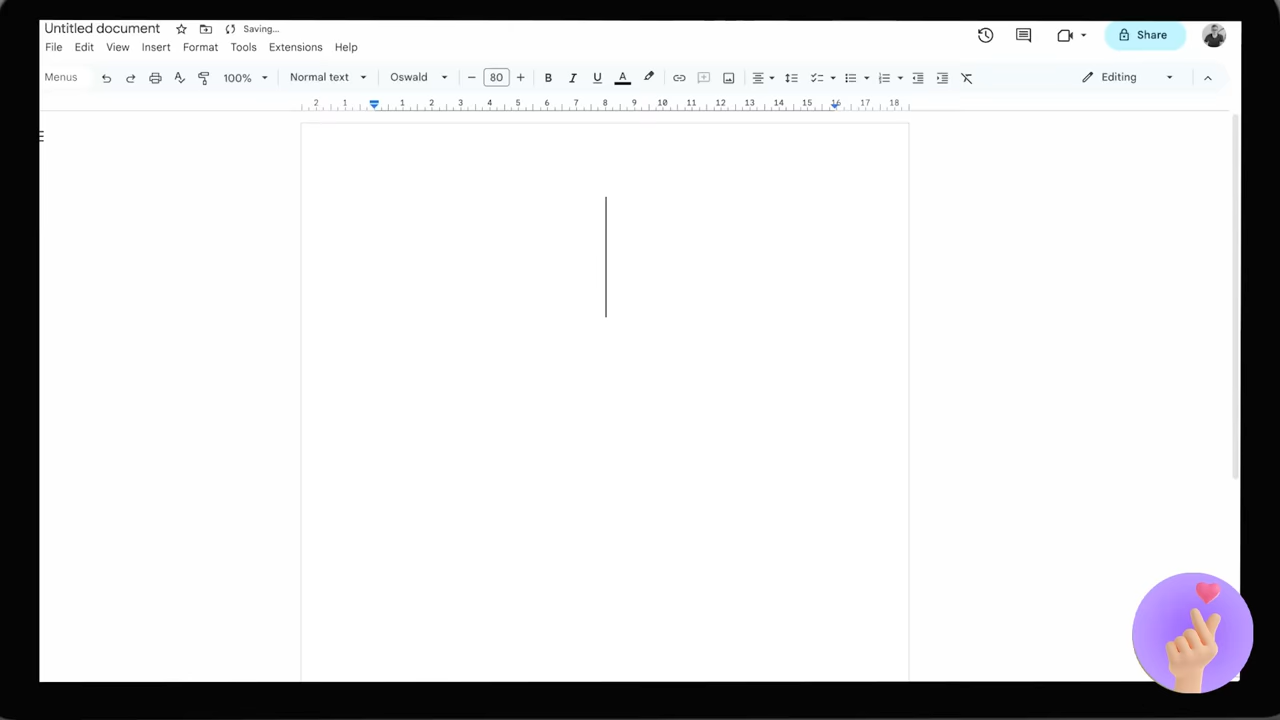 Untitled document Saving...
File Edit View Insert Format Tools Extensions Help Share
Menus 100% Normal text Oswald 80 B I U A Editing
2 1 1 2 3 4 5 6 7 8 9 10 11 12 13 14 15 16 17 18